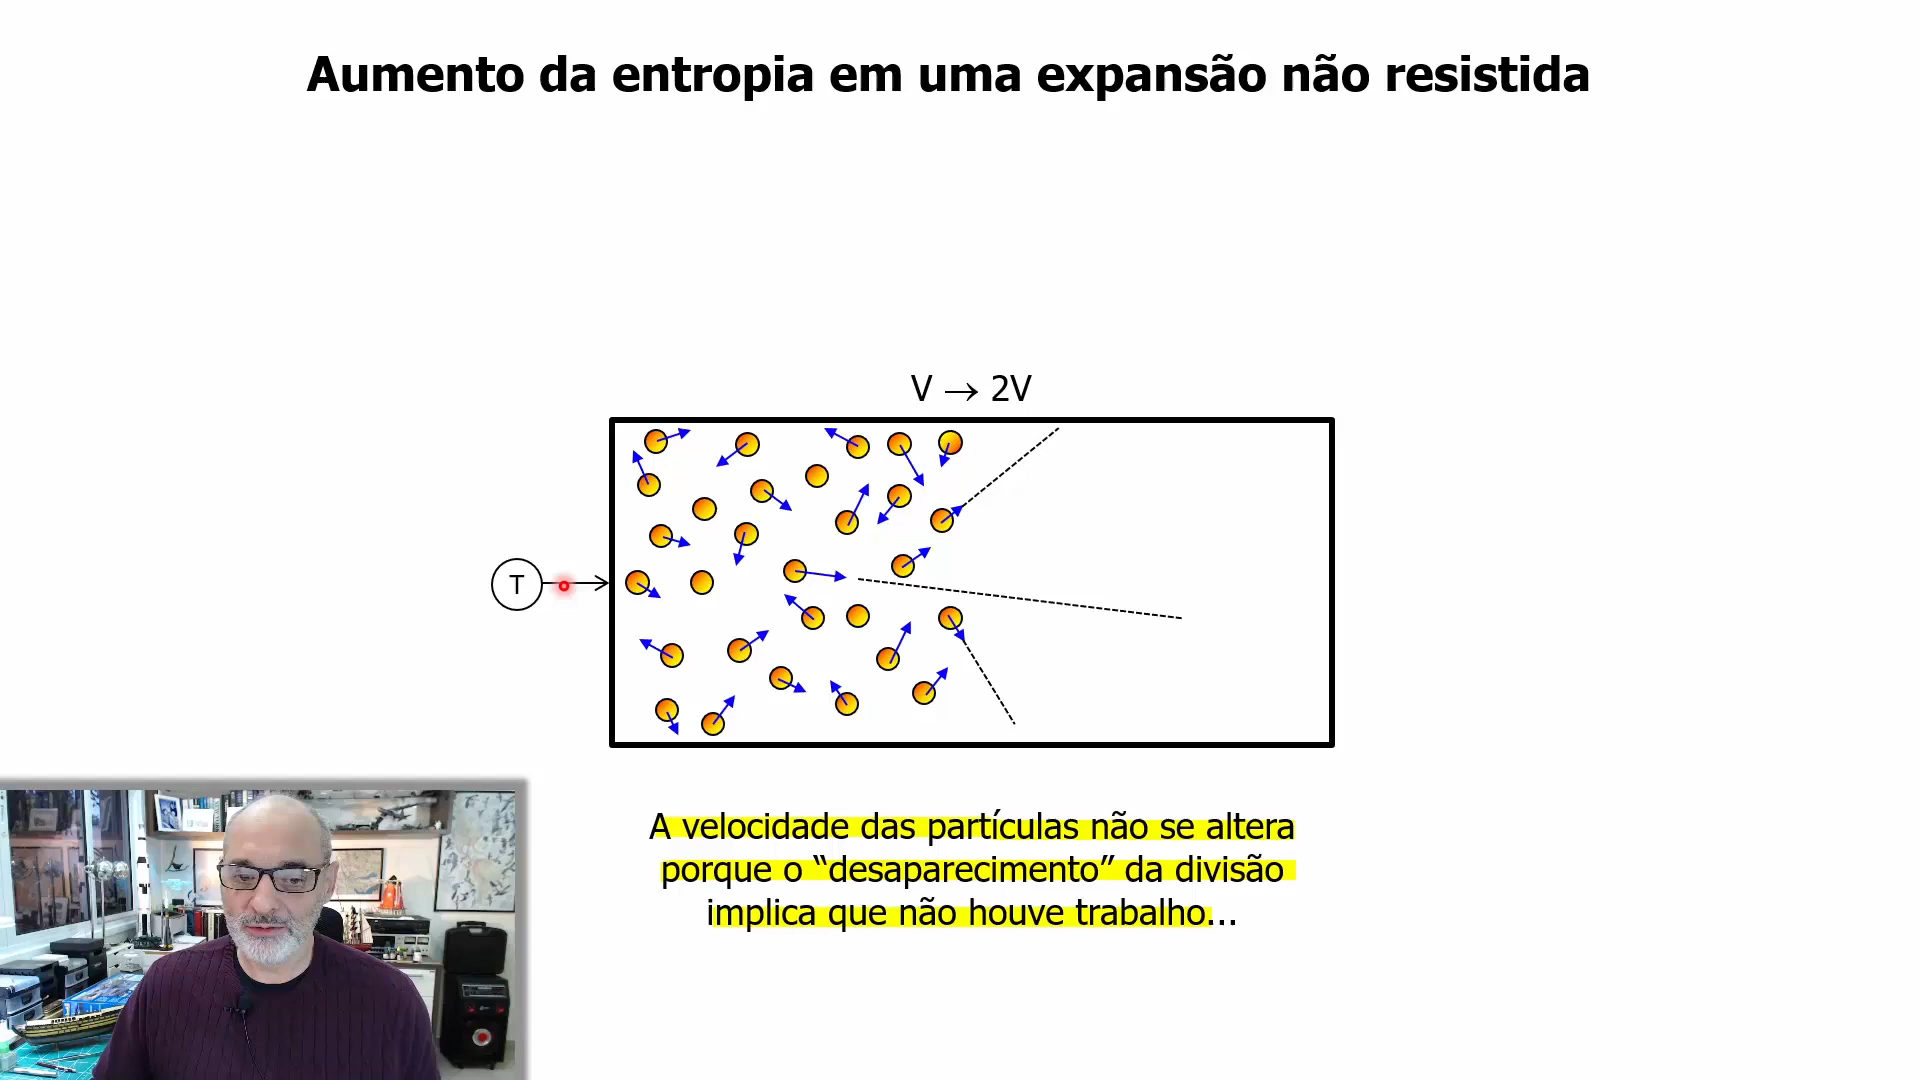 Aumento da entropia em uma expansão não resistida
V → 2V
T
A velocidade das partículas não se altera
porque o “desaparecimento” da divisão
implica que não houve trabalho...